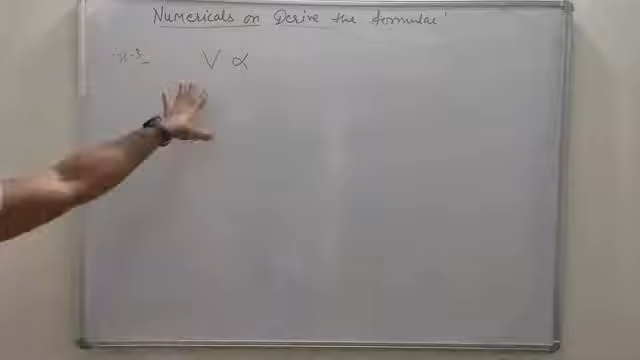 Numericals on Derive the formulae'
V ∝